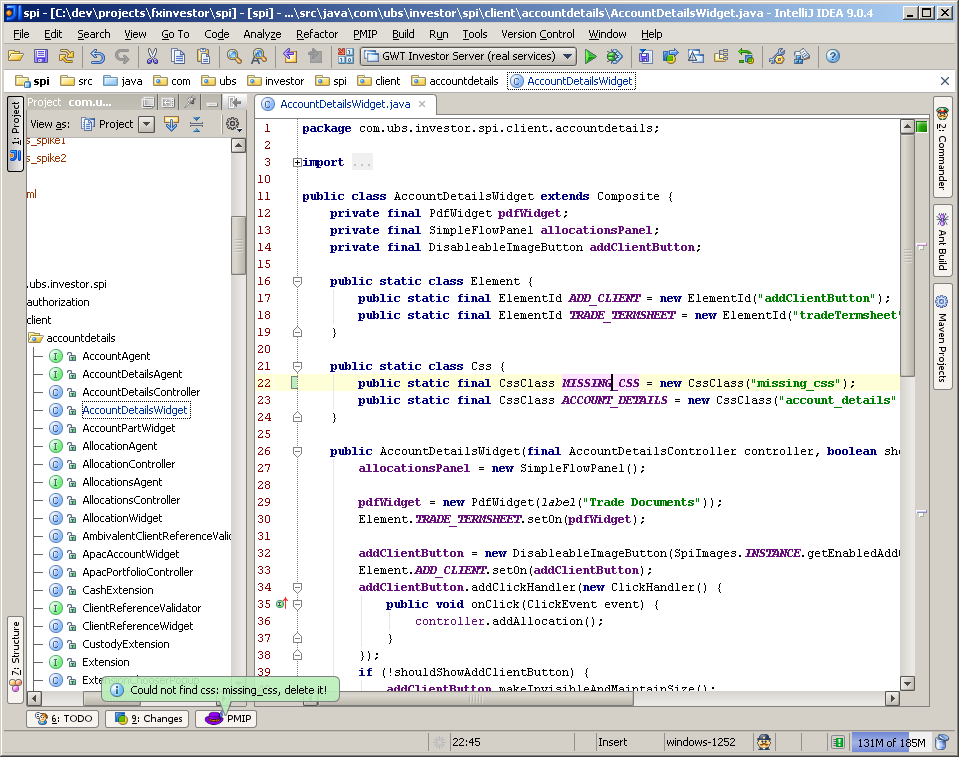 spi - [C:\dev\projects\fxinvestor\spi] - [spi] - ...\src\java\com\ubs\investor\spi\client\accountdetails\AccountDetailsWidget.java - IntelliJ IDEA 9.0.4
File Edit Search View Go To Code Analyze Refactor PMIP Build Run Tools Version Control Window Help
GWT Investor Server (real services)
spi src java com ubs investor spi client accountdetails AccountDetailsWidget
1: Project
Project com.u...
View as: Project
s_spike1
s_spike2
ml
.ubs.investor.spi
authorization
client
accountdetails
AccountAgent
AccountDetailsAgent
AccountDetailsController
AccountDetailsWidget
AccountPartWidget
AllocationAgent
AllocationController
AllocationsAgent
AllocationsController
AllocationWidget
AmbivalentClientReferenceValid
ApacAccountWidget
ApacPortfolioController
CashExtension
ClientReferenceValidator
ClientReferenceWidget
CustodyExtension
Extension
ExtensionChooserPopup
7: Structure
AccountDetailsWidget.java
1 package com.ubs.investor.spi.client.accountdetails;
2
3 import ...
10
11 public class AccountDetailsWidget extends Composite {
12 private final PdfWidget pdfWidget;
13 private final SimpleFlowPanel allocationsPanel;
14 private final DisableableImageButton addClientButton;
15
16 public static class Element {
17 public static final ElementId ADD_CLIENT = new ElementId("addClientButton");
18 public static final ElementId TRADE_TERMSHEET = new ElementId("tradeTermsheet"
19 }
20
21 public static class Css {
22 public static final CssClass MISSING_CSS = new CssClass("missing_css");
23 public static final CssClass ACCOUNT_DETAILS = new CssClass("account_details"
24 }
25
26 public AccountDetailsWidget(final AccountDetailsController controller, boolean sho
27 allocationsPanel = new SimpleFlowPanel();
28
29 pdfWidget = new PdfWidget(label("Trade Documents"));
30 Element.TRADE_TERMSHEET.setOn(pdfWidget);
31
32 addClientButton = new DisableableImageButton(SpiImages.INSTANCE.getEnabledAddC
33 Element.ADD_CLIENT.setOn(addClientButton);
34 addClientButton.addClickHandler(new ClickHandler() {
35 public void onClick(ClickEvent event) {
36 controller.addAllocation();
37 }
38 });
39 if (!shouldShowAddClientButton) {
addClientButton.makeInvisibleAndMaintainSize();
2: Commander
Ant Build
Maven Projects
Could not find css: missing_css, delete it!
6: TODO 9: Changes PMIP
22:45 Insert windows-1252 131M of 185M